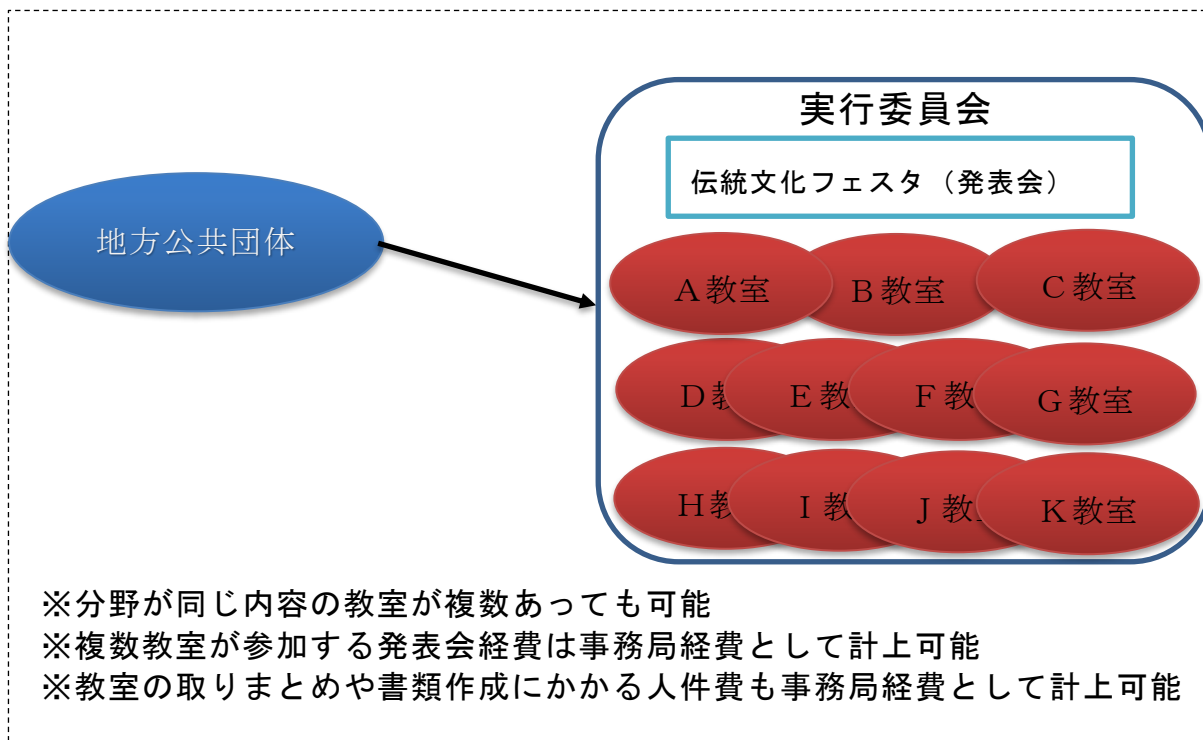 実行委員会
伝統文化フェスタ（発表会）
地方公共団体
Ａ教室
Ｂ教室
Ｃ教室
Ｄ教
Ｅ教
Ｆ教
Ｇ教室
Ｈ教
Ｉ教
Ｊ教
Ｋ教室
※分野が同じ内容の教室が複数あっても可能
※複数教室が参加する発表会経費は事務局経費として計上可能
※教室の取りまとめや書類作成にかかる人件費も事務局経費として計上可能